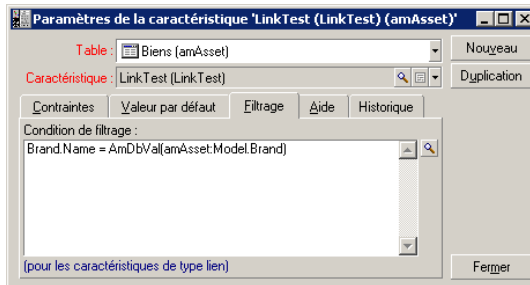 Paramètres de la caractéristique 'LinkTest (LinkTest) (amAsset)'
Table : Biens (amAsset) Nouveau
Caractéristique : LinkTest (LinkTest) Duplication
Contraintes Valeur par défaut Filtrage Aide Historique
Condition de filtrage :
Brand.Name = AmDbVal(amAsset:Model.Brand)
(pour les caractéristiques de type lien) Fermer